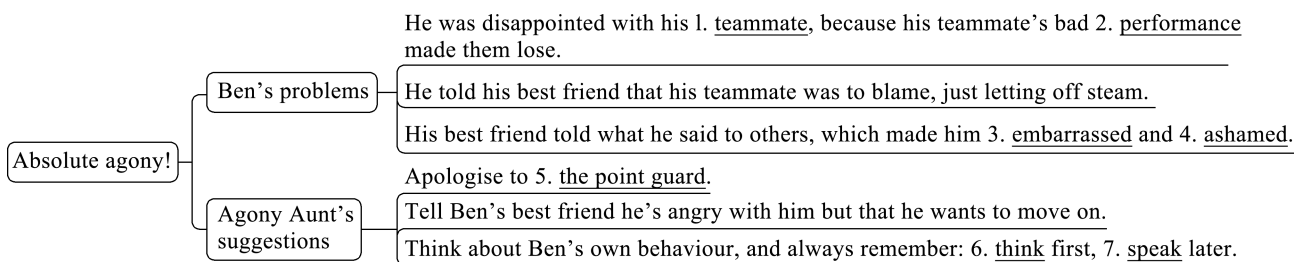 He was disappointed with his l. teammate, because his teammate's bad 2. performance
made them lose.
Ben's problems
He told his best friend that his teammate was to blame, just letting off steam.
His best friend told what he said to others, which made him 3. embarrassed and 4. ashamed.
Absolute agony!
Apologise to 5. the point guard.
Agony Aunt's
suggestions
Tell Ben's best friend he's angry with him but that he wants to move on.
Think about Ben's own behaviour, and always remember: 6. think first, 7. speak later.